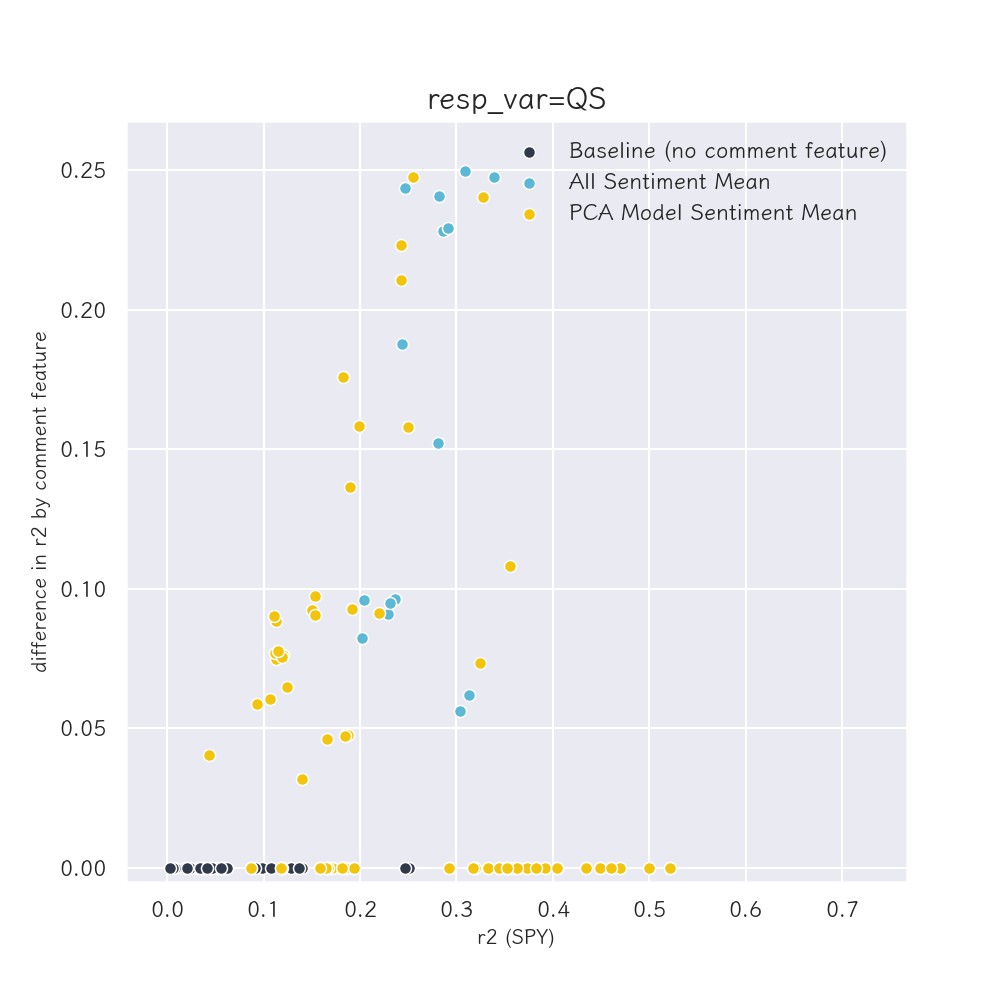 resp_var=QS
Baseline (no comment feature)
All Sentiment Mean
PCA Model Sentiment Mean
difference in r2 by comment feature
0.25
0.20
0.15
0.10
0.05
0.00
0.0 0.1 0.2 0.3 0.4 0.5 0.6 0.7
r2 (SPY)